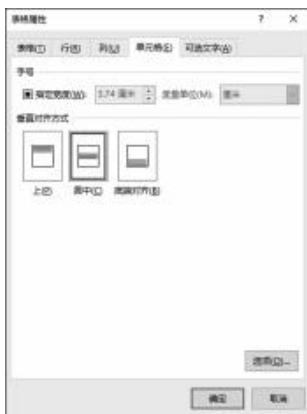 表格属性 ? ×
表格(T) 行(R) 列(U) 单元格(E) 可选文字(A)
字号
指定宽度(W): 3.74 厘米 度量单位(M): 厘米
垂直对齐方式
上(P) 居中(C) 底端对齐(B)
选项(O)...
确定 取消